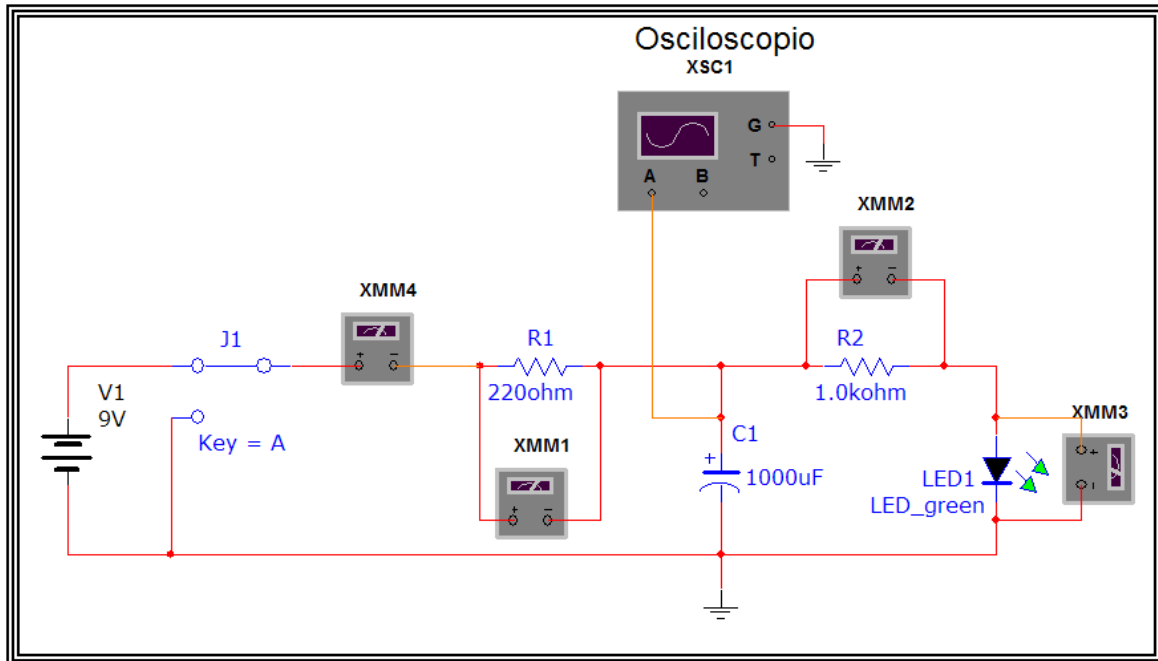 Osciloscopio
XSC1
G
T
A B
XMM2
+ −
XMM4
+ −
J1
R1
220ohm
R2
1.0kohm
V1
9V
Key = A
XMM1
+ −
C1
+
1000uF
XMM3
+
−
LED1
LED_green